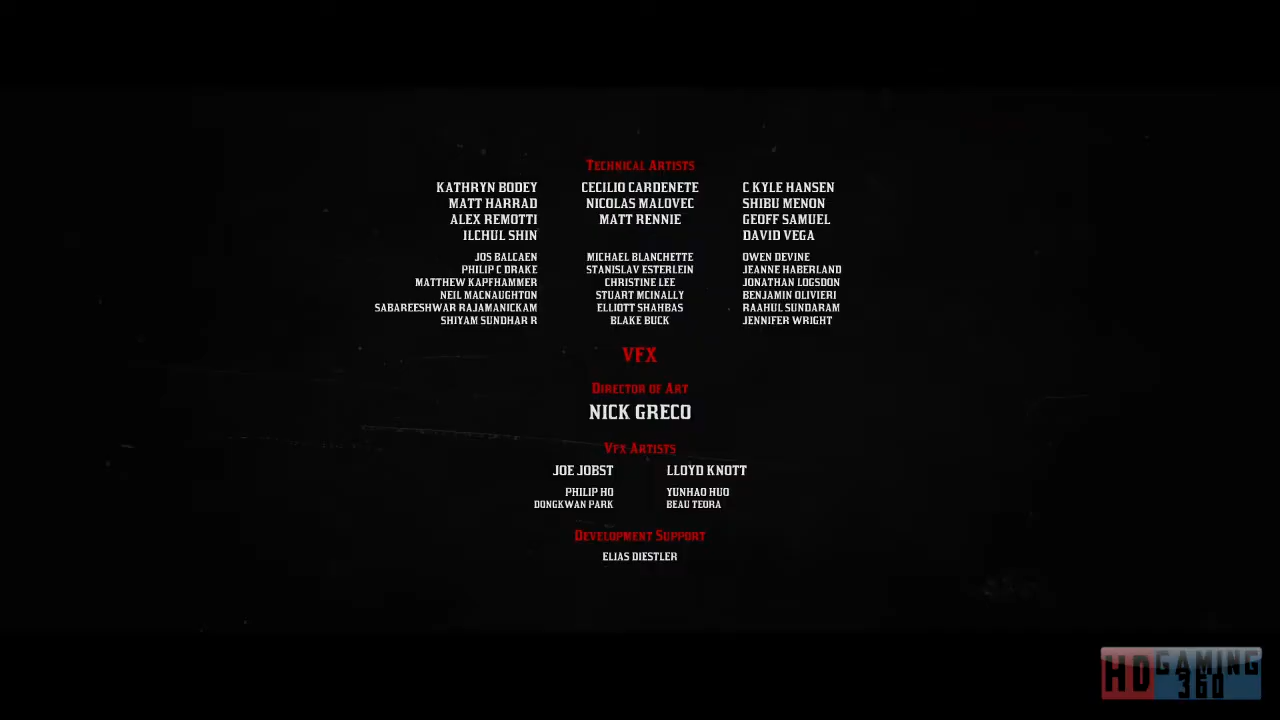 TECHNICAL ARTISTS
KATHRYN BODEY CECILIO CARDENETE C KYLE HANSEN
MATT HARRAD NICOLAS MALOVEC SHIBU MENON
ALEX REMOTTI MATT RENNIE GEOFF SAMUEL
ILCHUL SHIN DAVID VEGA
JOS BALCAEN MICHAEL BLANCHETTE OWEN DEVINE
PHILIP C DRAKE STANISLAV ESTERLEIN JEANNE HABERLAND
MATTHEW KAPFHAMMER CHRISTINE LEE JONATHAN LOGSDON
NEIL MACNAUGHTON STUART MCINALLY BENJAMIN OLIVIERI
SABAREESHWAR RAJAMANICKAM ELLIOTT SHAHBAS RAAHUL SUNDARAM
SHIYAM SUNDHAR R BLAKE BUCK JENNIFER WRIGHT
VFX
DIRECTOR OF ART
NICK GRECO
VFX ARTISTS
JOE JOBST LLOYD KNOTT
PHILIP HO YUNHAO HUO
DONGKWAN PARK BEAU TEORA
DEVELOPMENT SUPPORT
ELIAS DIESTLER
HD GAMING 360